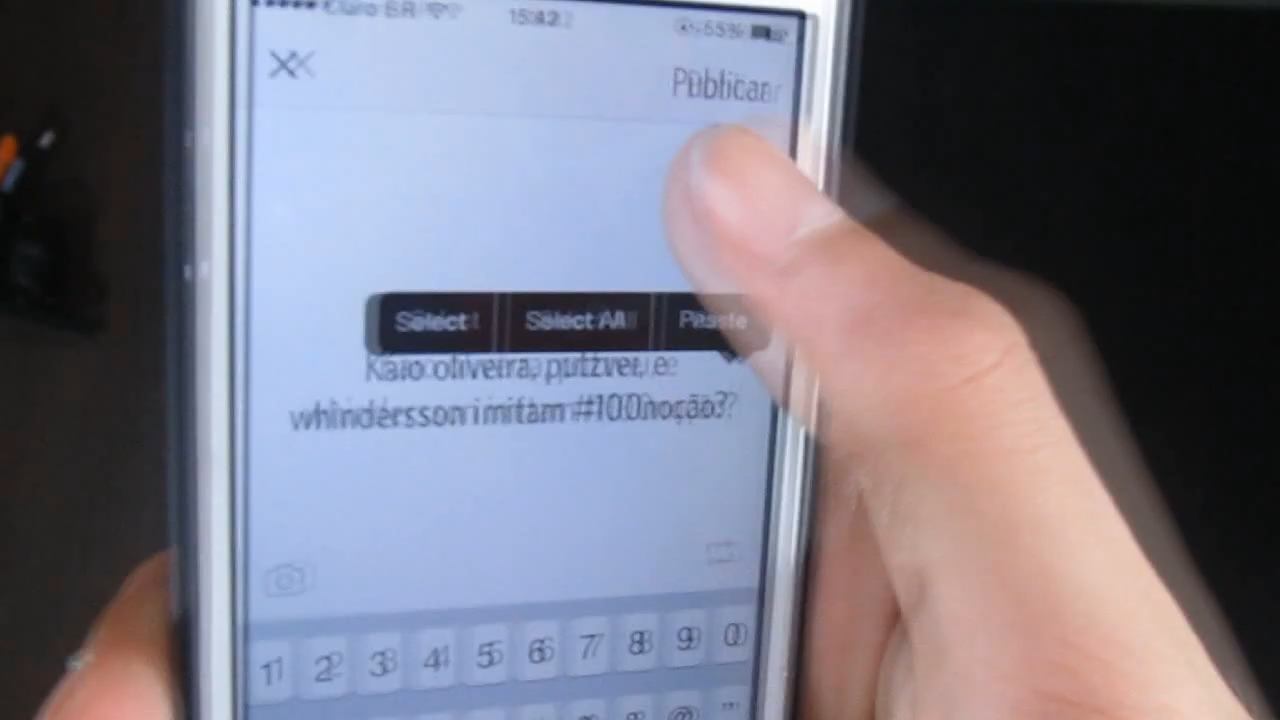 Claro BR 15:42 55%
X Publicar
Select Select All Paste
Kaio oliveira, putzver, e
whindersson imitam #100noção?
1 2 3 4 5 6 7 8 9 0
& @ "